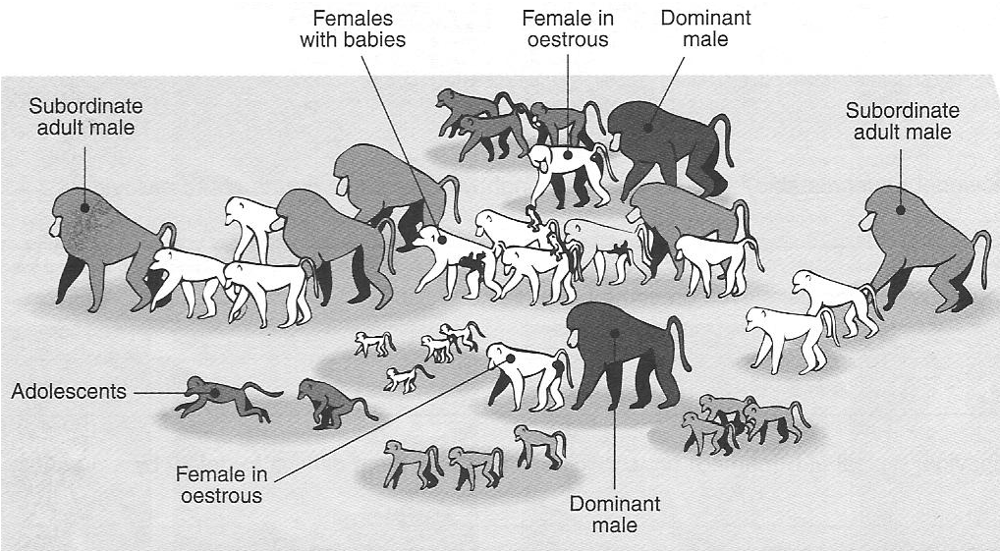 Females
with babies
Female in
oestrous
Dominant
male
Subordinate
adult male
Subordinate
adult male
Adolescents
Female in
oestrous
Dominant
male